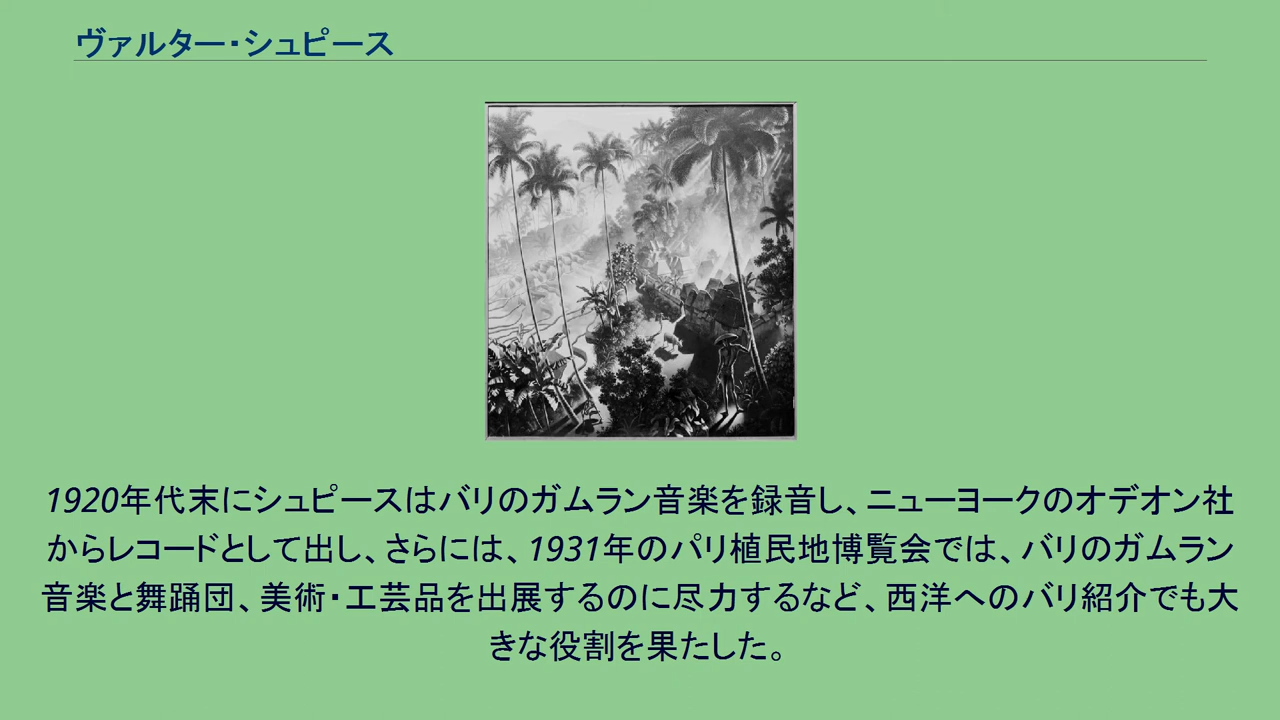 ヴァルター・シュピース
1920年代末にシュピースはバリのガムラン音楽を録音し、ニューヨークのオデオン社
からレコードとして出し、さらには、1931年のパリ植民地博覧会では、バリのガムラン
音楽と舞踊団、美術・工芸品を出展するのに尽力するなど、西洋へのバリ紹介でも大
きな役割を果たした。